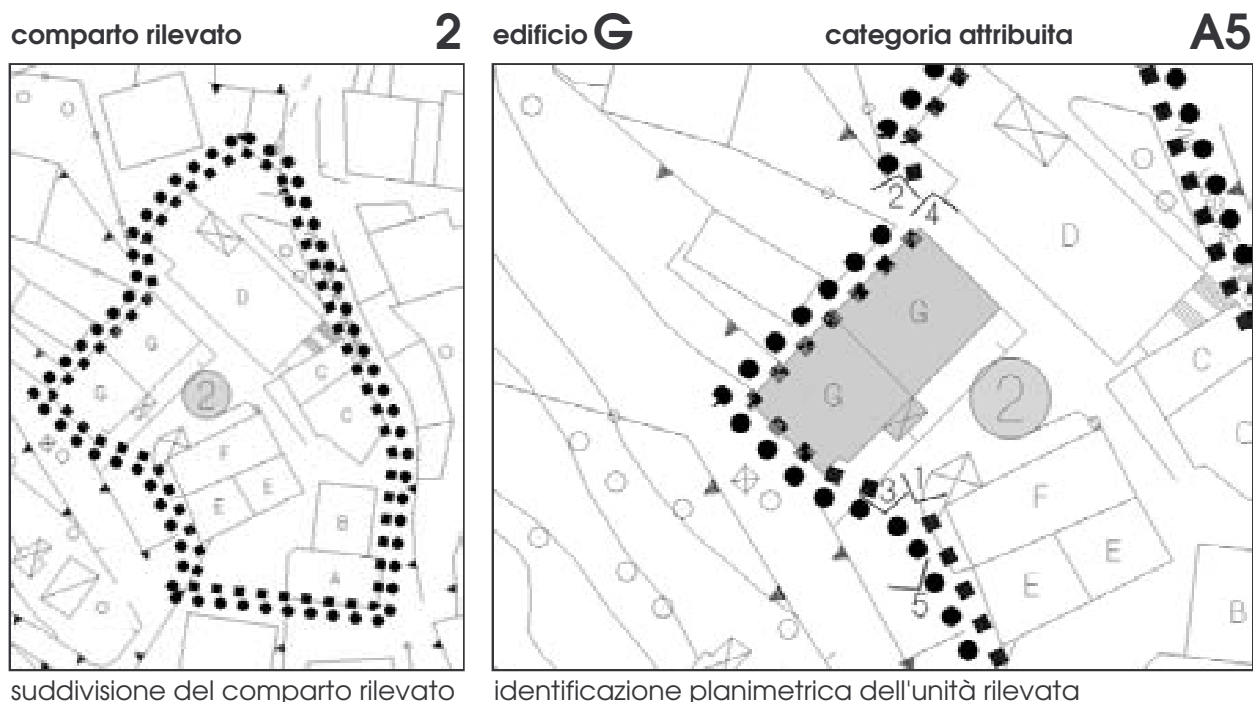 comparto rilevato 2
edificio G categoria attribuita A5
D
G
C
G
2
C
F
E
E
B
A
suddivisione del comparto rilevato
2
4
D
G
C
G
2
3
1
F
E
E
5
B
identificazione planimetrica dell'unità rilevata